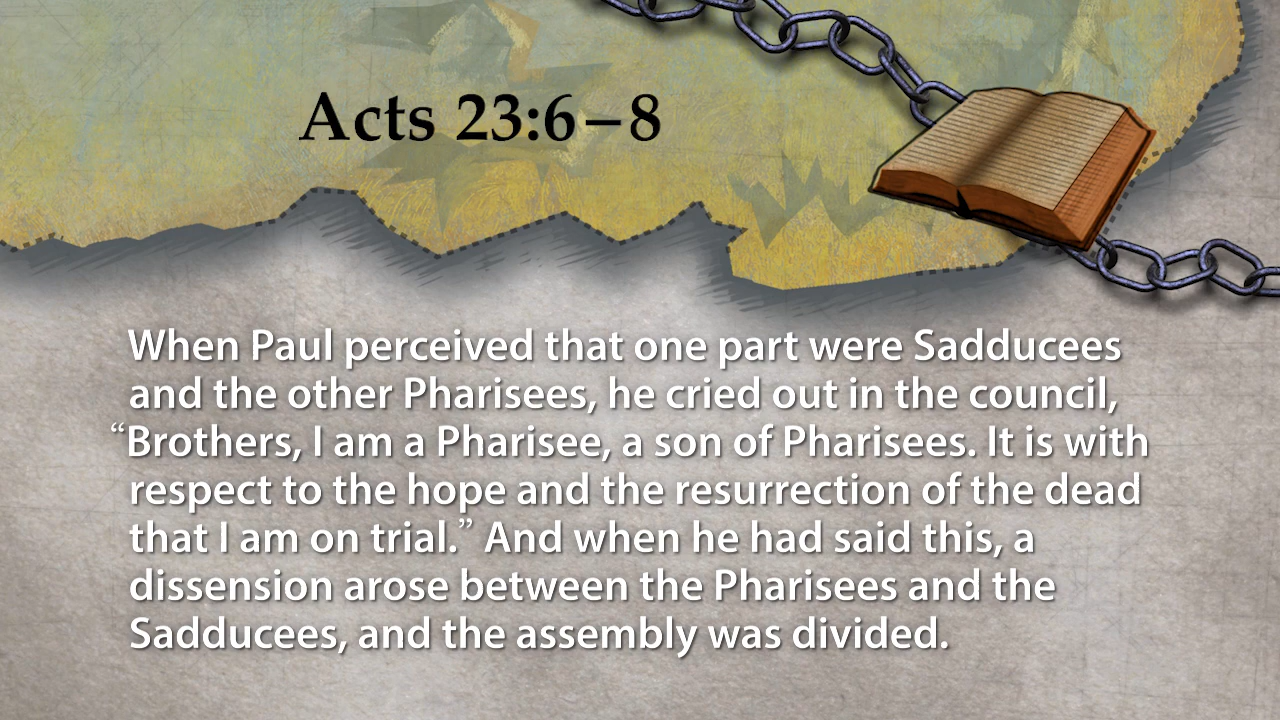 Acts 23:6–8
When Paul perceived that one part were Sadducees
and the other Pharisees, he cried out in the council,
“Brothers, I am a Pharisee, a son of Pharisees. It is with
respect to the hope and the resurrection of the dead
that I am on trial.” And when he had said this, a
dissension arose between the Pharisees and the
Sadducees, and the assembly was divided.